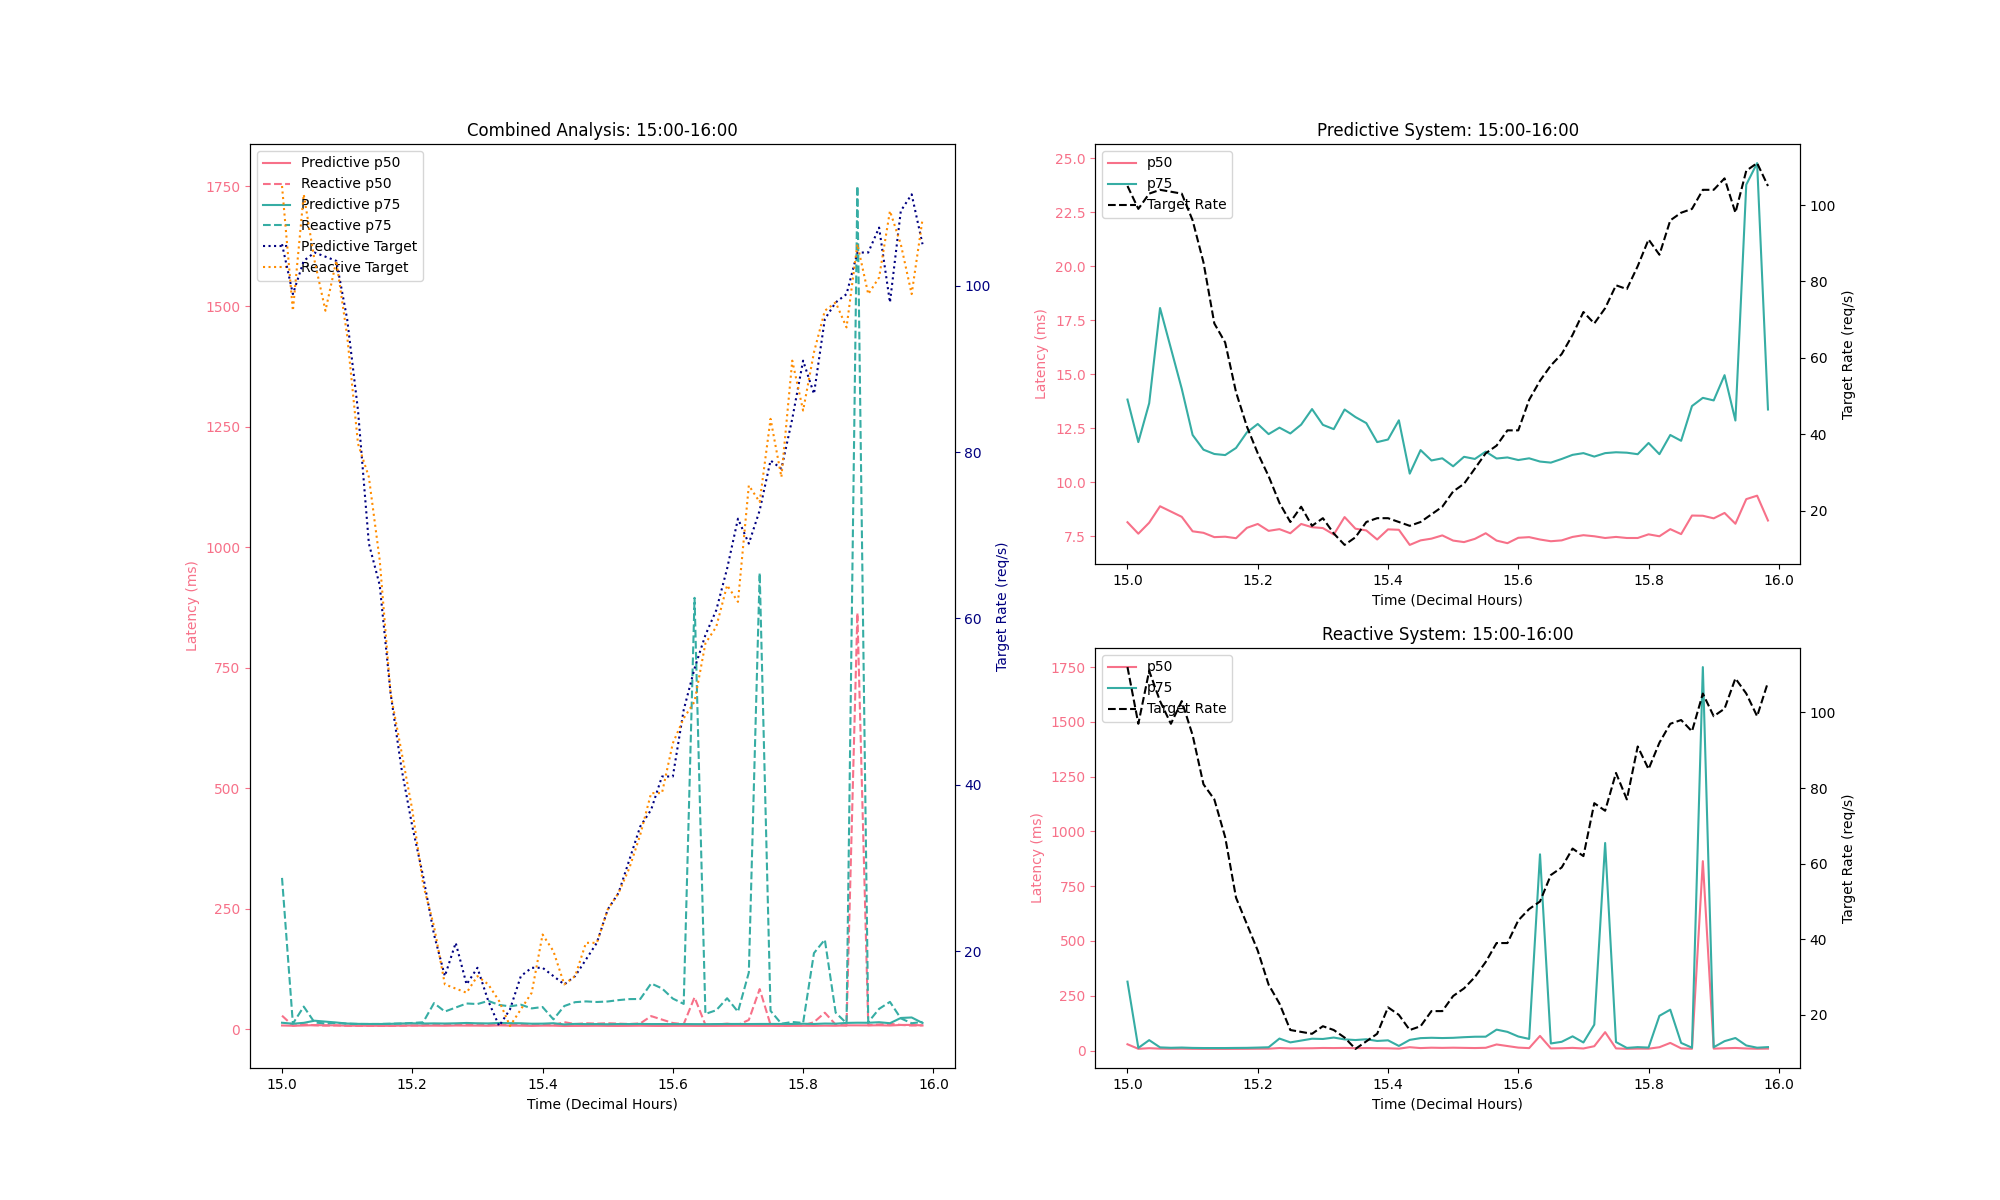 Combined Analysis: 15:00-16:00
Predictive p50
Reactive p50
Predictive p75
Reactive p75
Predictive Target
Reactive Target
1750
1500
1250
1000
750
500
250
0
Latency (ms)
100
80
60
40
20
Target Rate (req/s)
15.0 15.2 15.4 15.6 15.8 16.0
Time (Decimal Hours)
Predictive System: 15:00-16:00
p50
p75
Target Rate
25.0
22.5
20.0
17.5
15.0
12.5
10.0
7.5
Latency (ms)
100
80
60
40
20
Target Rate (req/s)
15.0 15.2 15.4 15.6 15.8 16.0
Time (Decimal Hours)
Reactive System: 15:00-16:00
p50
p75
Target Rate
1750
1500
1250
1000
750
500
250
0
Latency (ms)
100
80
60
40
20
Target Rate (req/s)
15.0 15.2 15.4 15.6 15.8 16.0
Time (Decimal Hours)